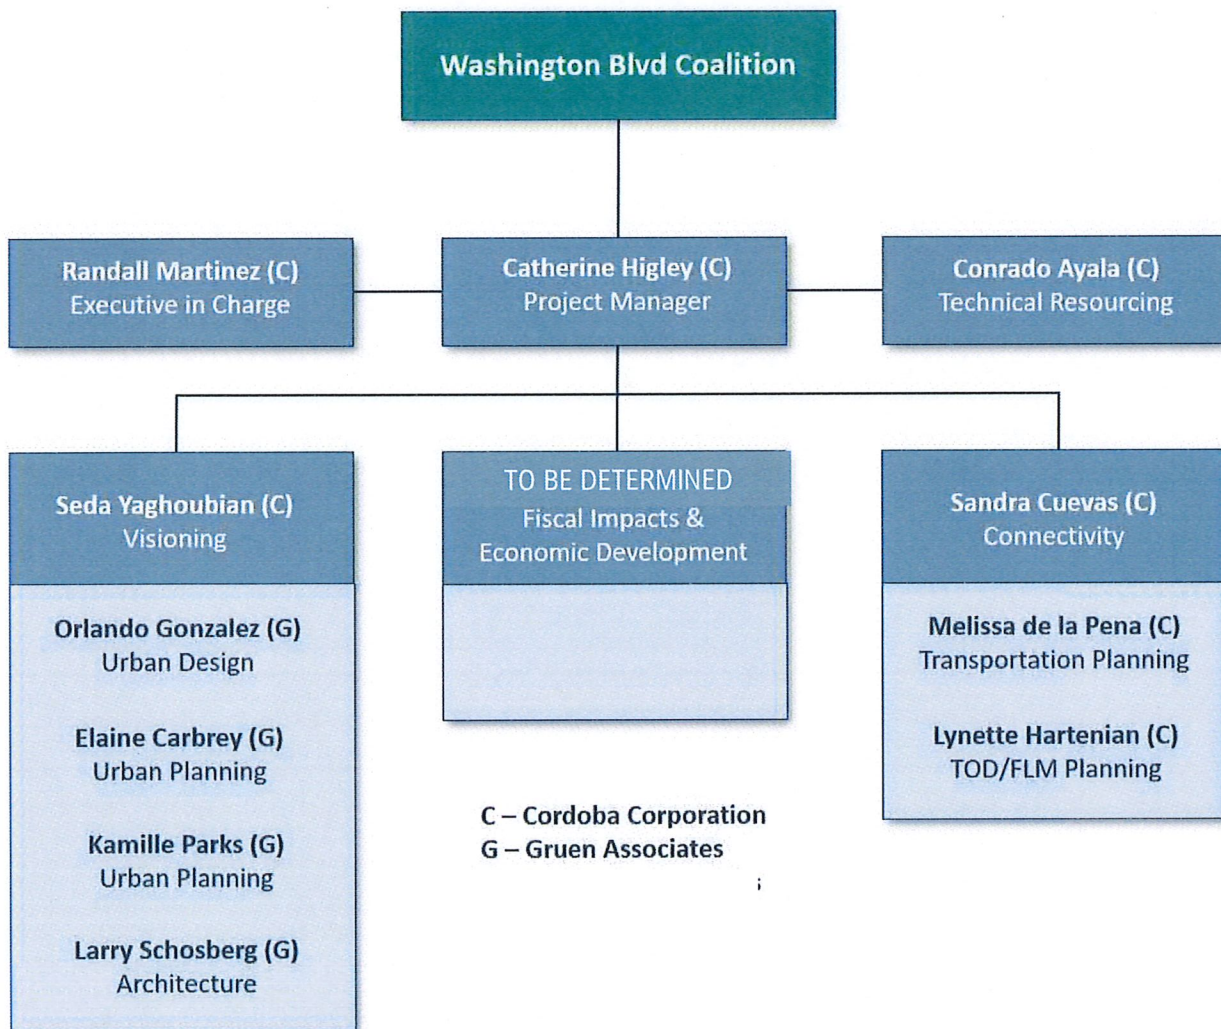 Washington Blvd Coalition
Randall Martinez (C)
Executive in Charge
Catherine Higley (C)
Project Manager
Conrado Ayala (C)
Technical Resourcing
Seda Yaghoubian (C)
Visioning
Orlando Gonzalez (G)
Urban Design
Elaine Carbrey (G)
Urban Planning
Kamille Parks (G)
Urban Planning
Larry Schosberg (G)
Architecture
TO BE DETERMINED
Fiscal Impacts &
Economic Development
Sandra Cuevas (C)
Connectivity
Melissa de la Pena (C)
Transportation Planning
Lynette Hartenian (C)
TOD/FLM Planning
C – Cordoba Corporation
G – Gruen Associates